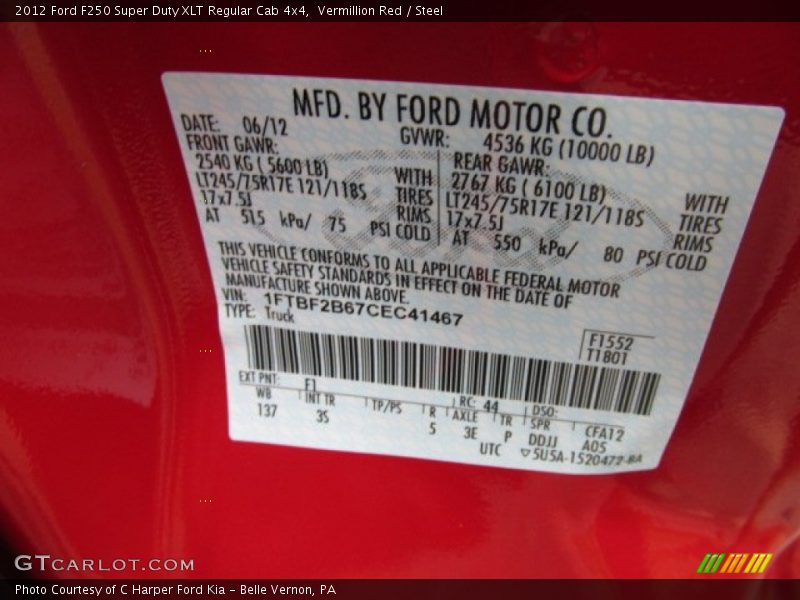 2012 Ford F250 Super Duty XLT Regular Cab 4x4,  Vermillion Red / Steel
MFD. BY FORD MOTOR CO.
DATE: 06/12
GVWR: 4536 KG (10000 LB)
FRONT GAWR:
2540 KG ( 5600 LB)
WITH
LT245/75R17E 121/118S
TIRES
17x7.5J
RIMS
AT 515 kPa/ 75 PSI COLD
REAR GAWR:
2767 KG ( 6100 LB)
WITH
LT245/75R17E 121/118S
TIRES
17x7.5J
RIMS
AT 550 kPa/ 80 PSI COLD
THIS VEHICLE CONFORMS TO ALL APPLICABLE FEDERAL MOTOR
VEHICLE SAFETY STANDARDS IN EFFECT ON THE DATE OF
MANUFACTURE SHOWN ABOVE.
VIN: 1FTBF2B67CEC41467
TYPE: Truck
F1552
T1801
EXT PNT: F1 RC: 44 DSO:
WB INT TR TP/PS R AXLE TR SPR CFA12
137 3S 5 3E P DDJJ A05
UTC ▽5U5A-1520472-BA
GTCARLOT.COM
Photo Courtesy of C Harper Ford Kia – Belle Vernon, PA